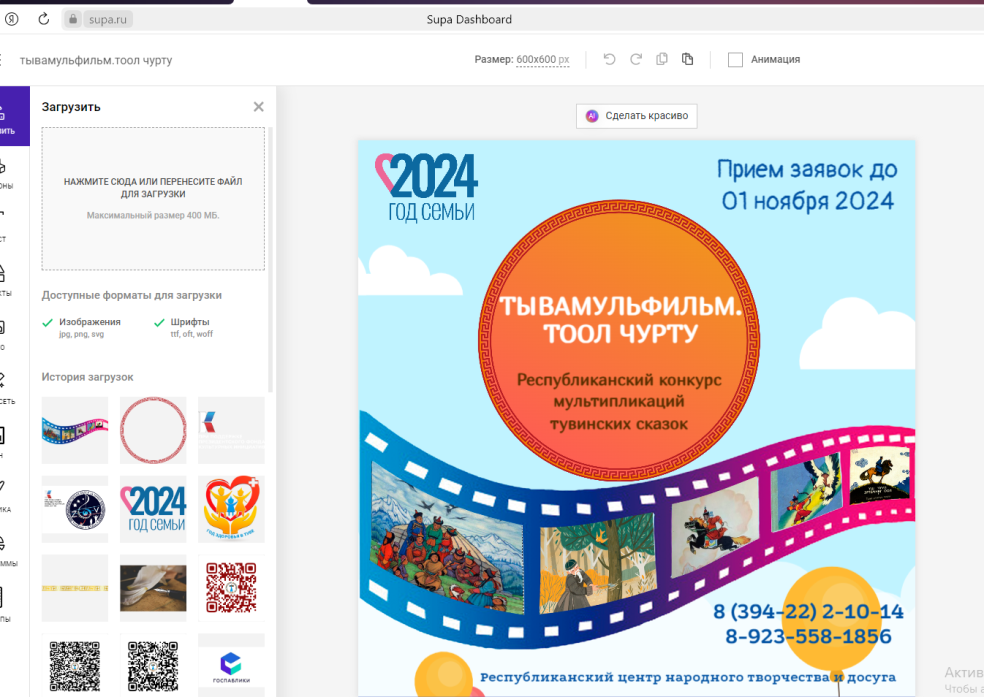 supa.ru
Supa Dashboard
тывамульфильм.тоол чурту
Размер: 600x600 px
Анимация
Загрузить
Сделать красиво
НАЖМИТЕ СЮДА ИЛИ ПЕРЕНЕСИТЕ ФАЙЛ
ДЛЯ ЗАГРУЗКИ
Максимальный размер 400 МБ.
Доступные форматы для загрузки
Изображения
jpg, png, svg
Шрифты
ttf, oft, woff
История загрузок
2024
ГОД СЕМЬИ
ГОД ЗДОРОВЬЯ В ТУВЕ
ГОСПАБЛИКИ
2024
ГОД СЕМЬИ
Прием заявок до
01 ноября 2024
ТЫВАМУЛЬФИЛЬМ.
ТООЛ ЧУРТУ
Республиканский конкурс
мультипликаций
тувинских сказок
8 (394-22) 2-10-14
8-923-558-1856
Республиканский центр народного творчества и досуга
Актив
Чтобы а